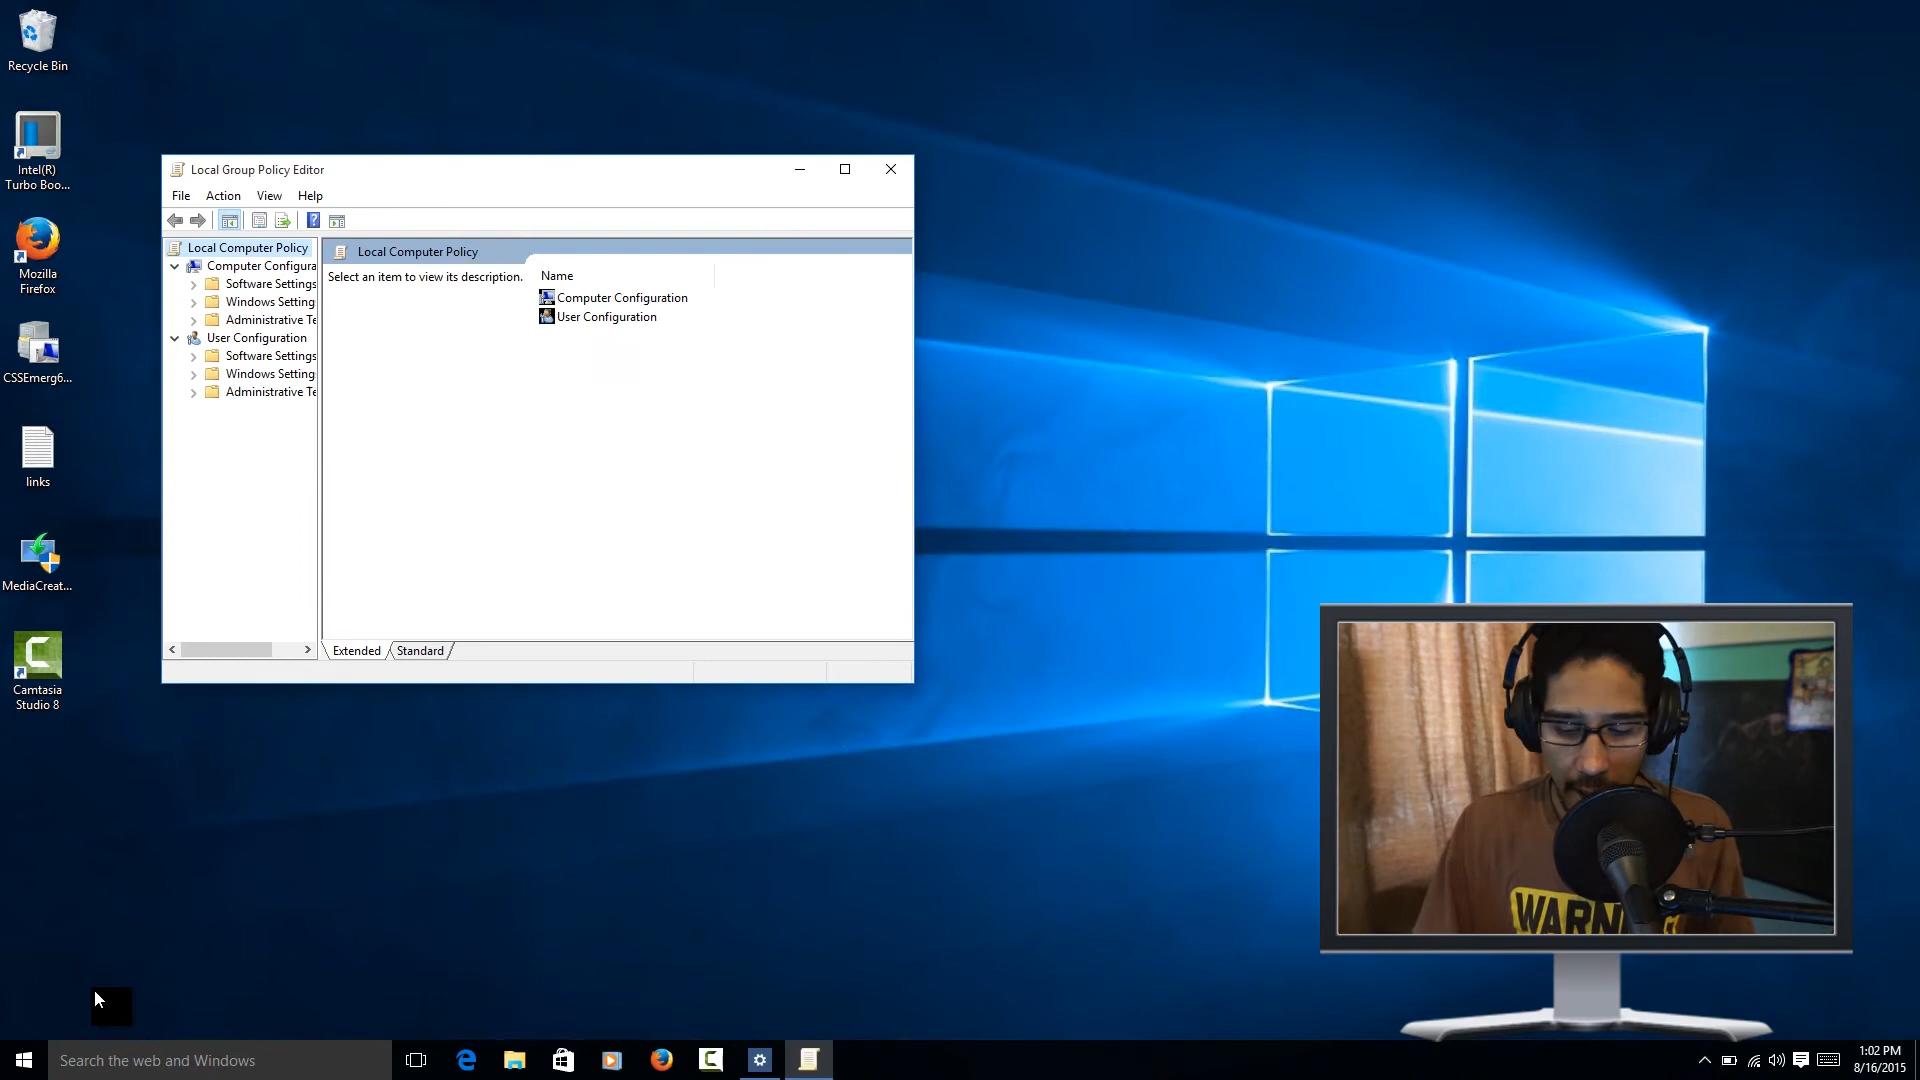 Recycle Bin
Intel(R)
Turbo Boo...
Mozilla
Firefox
CSSEmerg6...
links
MediaCreat...
Camtasia
Studio 8
Local Group Policy Editor
File Action View Help
Local Computer Policy
Computer Configura
Software Settings
Windows Setting
Administrative Te
User Configuration
Software Settings
Windows Setting
Administrative Te
Local Computer Policy
Select an item to view its description.
Name
Computer Configuration
User Configuration
Extended Standard
WARNING
Search the web and Windows
1:02 PM
8/16/2015